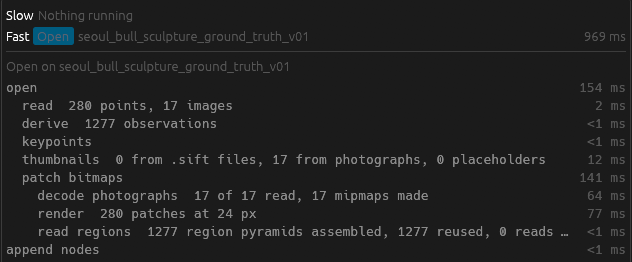 Slow Nothing running
Fast Open seoul_bull_sculpture_ground_truth_v01 969 ms
Open on seoul_bull_sculpture_ground_truth_v01
open 154 ms
read 280 points, 17 images 2 ms
derive 1277 observations <1 ms
keypoints <1 ms
thumbnails 0 from .sift files, 17 from photographs, 0 placeholders 12 ms
patch bitmaps 141 ms
decode photographs 17 of 17 read, 17 mipmaps made 64 ms
render 280 patches at 24 px 77 ms
read regions 1277 region pyramids assembled, 1277 reused, 0 reads … <1 ms
append nodes <1 ms